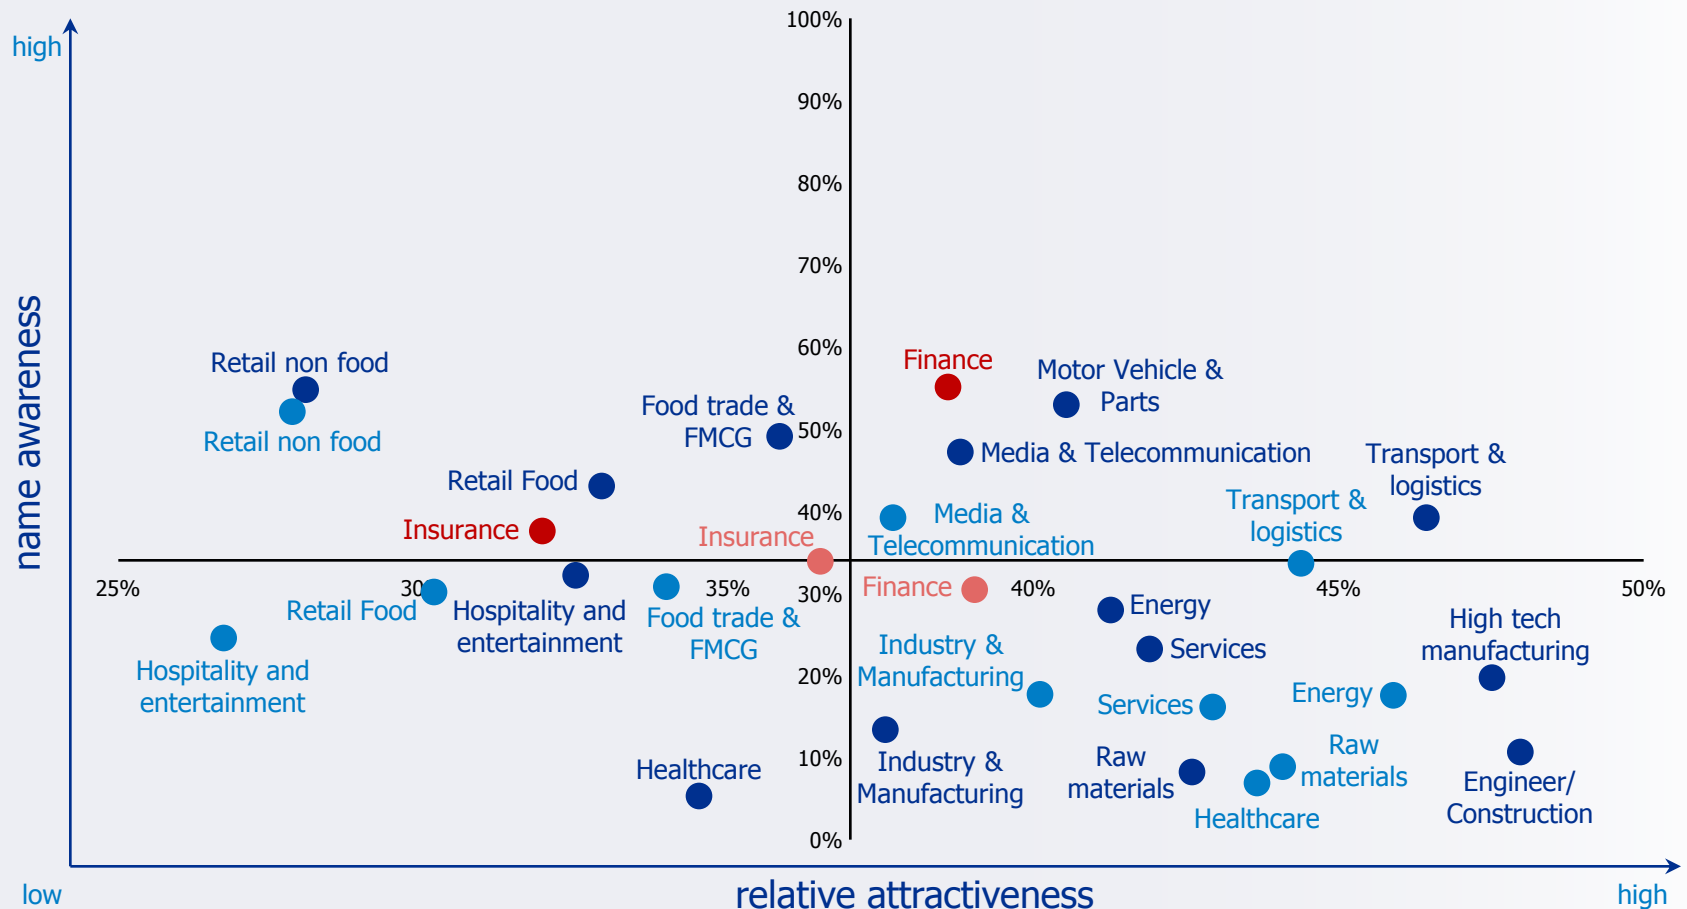 100%
high
90%
80%
70%
60%
50%
40%
30%
20%
10%
0%
name awareness
Retail non food
Retail non food
Food trade &
FMCG
Retail Food
Insurance
Insurance
Finance
Motor Vehicle &
Parts
Media & Telecommunication
Transport &
logistics
Media &
Telecommunication
Transport &
logistics
25%
30
35%
40%
45%
50%
Retail Food
Hospitality and
entertainment
Hospitality and
entertainment
Food trade &
FMCG
Finance
Energy
Services
Industry &
Manufacturing
High tech
manufacturing
Services
Energy
Healthcare
Industry &
Manufacturing
Raw
materials
Raw
materials
Healthcare
Engineer/
Construction
low
relative attractiveness
high